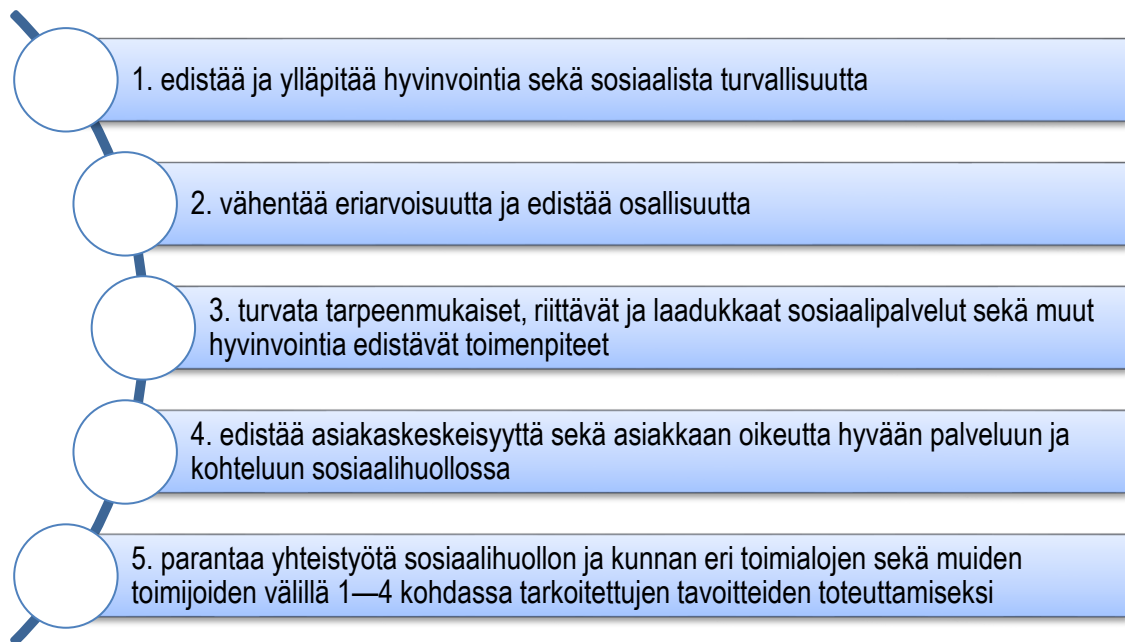 1. edistää ja ylläpitää hyvinvointia sekä sosiaalista turvallisuutta
2. vähentää eriarvoisuutta ja edistää osallisuutta
3. turvata tarpeenmukaiset, riittävät ja laadukkaat sosiaalipalvelut sekä muut
hyvinvointia edistävät toimenpiteet
4. edistää asiakaskeskeisyyttä sekä asiakkaan oikeutta hyvään palveluun ja
kohteluun sosiaalihuollossa
5. parantaa yhteistyötä sosiaalihuollon ja kunnan eri toimialojen sekä muiden
toimijoiden välillä 1—4 kohdassa tarkoitettujen tavoitteiden toteuttamiseksi